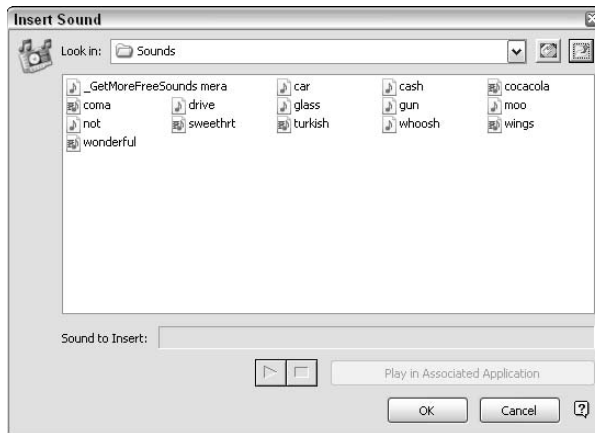 Insert Sound
Look in: Sounds
_GetMoreFreeSounds mera car cash cocacola
coma drive glass gun moo
not sweethrt turkish whoosh wings
wonderful
Sound to Insert:
Play in Associated Application
OK Cancel ?